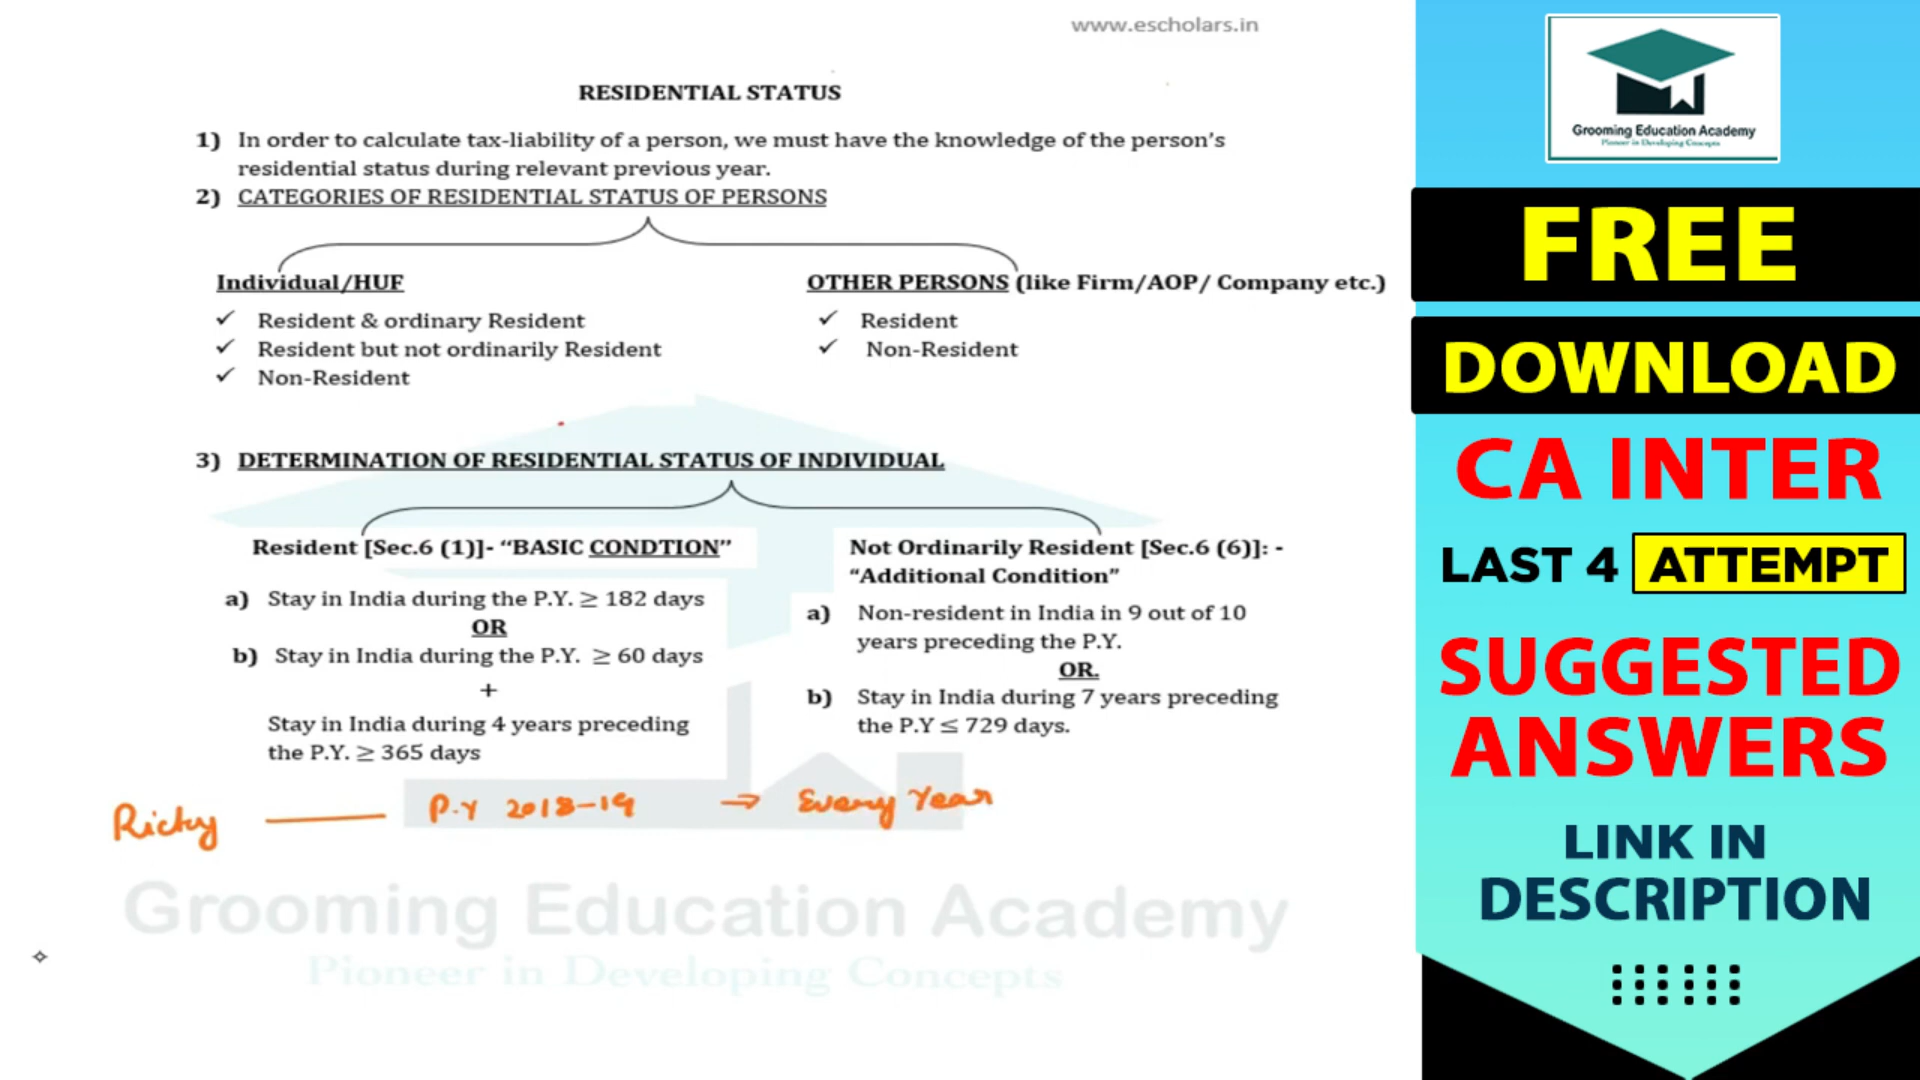 www.escholars.in
RESIDENTIAL STATUS
1) In order to calculate tax-liability of a person, we must have the knowledge of the person's
residential status during relevant previous year.
2) CATEGORIES OF RESIDENTIAL STATUS OF PERSONS
Individual/HUF
✓ Resident & ordinary Resident
✓ Resident but not ordinarily Resident
✓ Non-Resident
OTHER PERSONS (like Firm/AOP/ Company etc.)
✓ Resident
✓ Non-Resident
3) DETERMINATION OF RESIDENTIAL STATUS OF INDIVIDUAL
Resident [Sec.6 (1)]- “BASIC CONDTION”
a) Stay in India during the P.Y. ≥ 182 days
OR
b) Stay in India during the P.Y. ≥ 60 days
+
Stay in India during 4 years preceding
the P.Y. ≥ 365 days
Not Ordinarily Resident [Sec.6 (6)]: -
“Additional Condition”
a) Non-resident in India in 9 out of 10
years preceding the P.Y.
OR.
b) Stay in India during 7 years preceding
the P.Y ≤ 729 days.
Ricky — P.Y 2018-19 → Every Year
Grooming Education Academy
Pioneer in Developing Concepts
Grooming Education Academy
Pioneer in Developing Concepts
FREE
DOWNLOAD
CA INTER
LAST 4 ATTEMPT
SUGGESTED
ANSWERS
LINK IN
DESCRIPTION